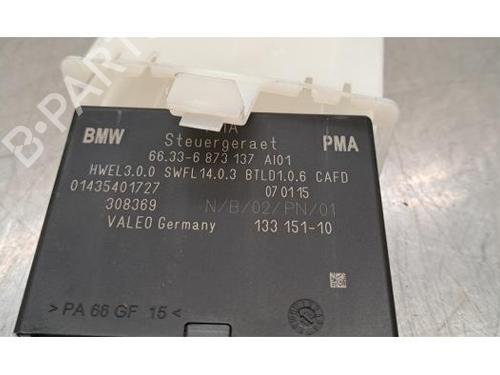 BMW
PMA
Steuergeraet
66.33-6 873 137 AI01
HWEL3.0.0 SWFL14.0.3 BTLD1.0.6 CAFD
01435401727 070115
308369 N/B/02/PN/01
VALEO Germany 133 151-10
>PA 66 GF 15<